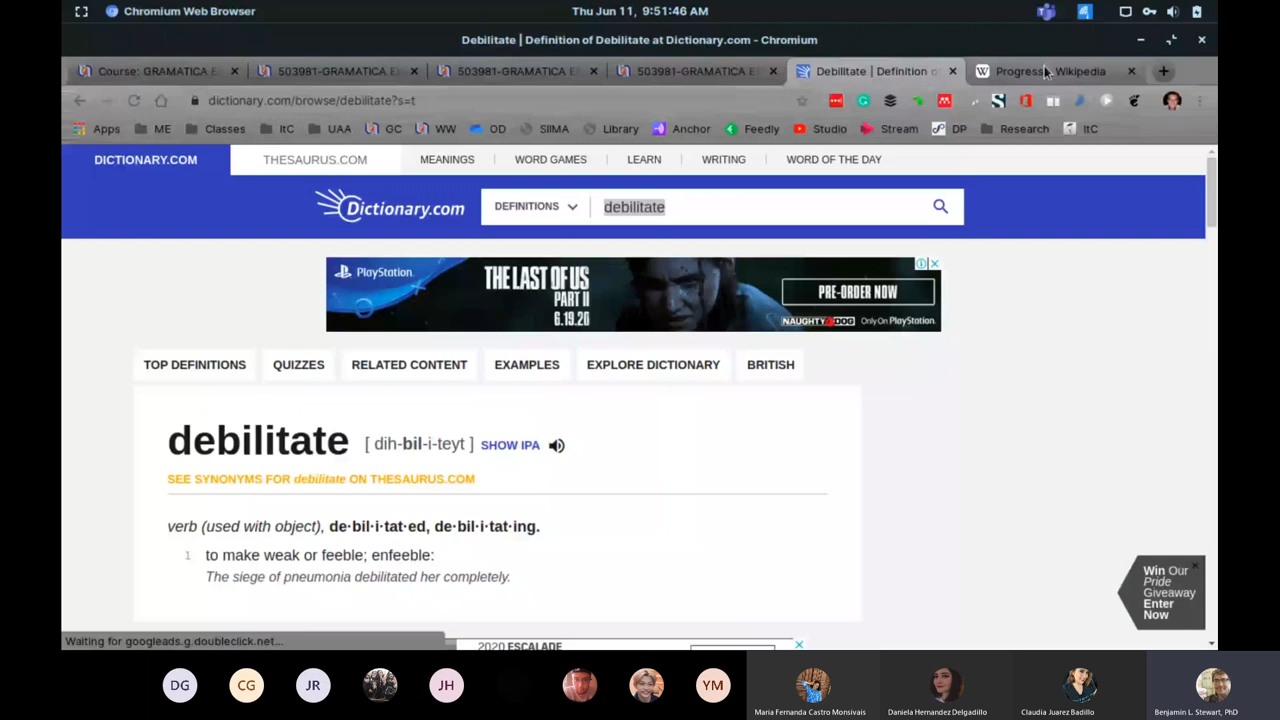 Chromium Web Browser
Thu Jun 11, 9:51:46 AM
Debilitate | Definition of Debilitate at Dictionary.com - Chromium
Course: GRAMATICA E
503981-GRAMATICA E
503981-GRAMATICA E
503981-GRAMATICA E
Debilitate | Definition o
Progress - Wikipedia
dictionary.com/browse/debilitate?s=t
Apps ME Classes ItC UAA GC WW OD SIIMA Library Anchor Feedly Studio Stream DP Research ItC
DICTIONARY.COM THESAURUS.COM MEANINGS WORD GAMES LEARN WRITING WORD OF THE DAY
Dictionary.com DEFINITIONS debilitate
PlayStation
THE LAST OF US
PART II
6.19.20
PRE-ORDER NOW
NAUGHTY DOG Only On PlayStation.
TOP DEFINITIONS QUIZZES RELATED CONTENT EXAMPLES EXPLORE DICTIONARY BRITISH
debilitate [ dih-bil-i-teyt ] SHOW IPA
SEE SYNONYMS FOR debilitate ON THESAURUS.COM
verb (used with object), de·bil·i·tat·ed, de·bil·i·tat·ing.
1 to make weak or feeble; enfeeble:
The siege of pneumonia debilitated her completely.
Win Our
Pride
Giveaway
Enter
Now
Waiting for googleads.g.doubleclick.net...
2020 ESCALADE
DG CG JR JH YM
Maria Fernanda Castro Monsivais
Daniela Hernandez Delgadillo
Claudia Juarez Badillo
Benjamin L. Stewart, PhD